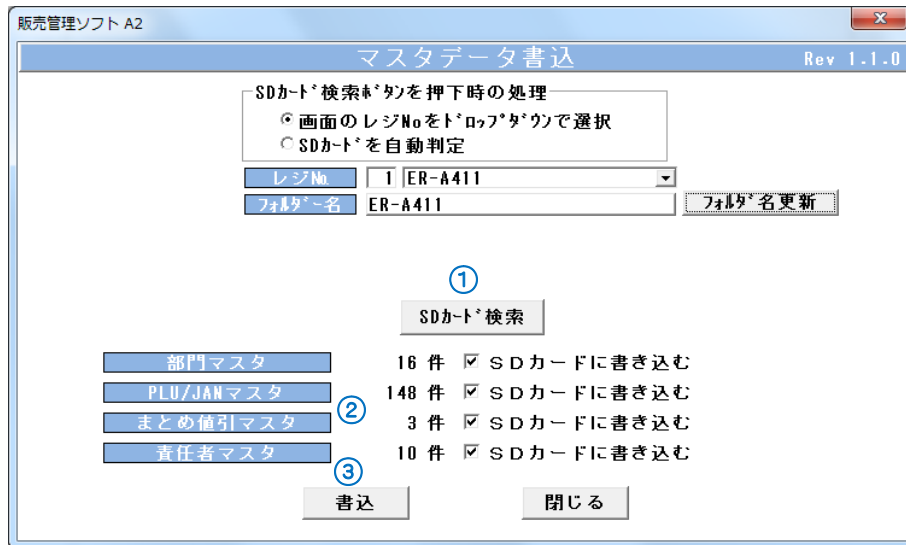 販売管理ソフト A2
マスタデータ書込 Rev 1.1.0
SDカード検索ボタンを押下時の処理
画面のレジNoをドロップダウンで選択
SDカードを自動判定
レジNo. 1 ER-A411
フォルダー名 ER-A411 フォルダ名更新
①
SDカード検索
部門マスタ 16 件 SDカードに書き込む
PLU/JANマスタ 148 件 SDカードに書き込む
②
まとめ値引マスタ 3 件 SDカードに書き込む
責任者マスタ 10 件 SDカードに書き込む
③
書込 閉じる